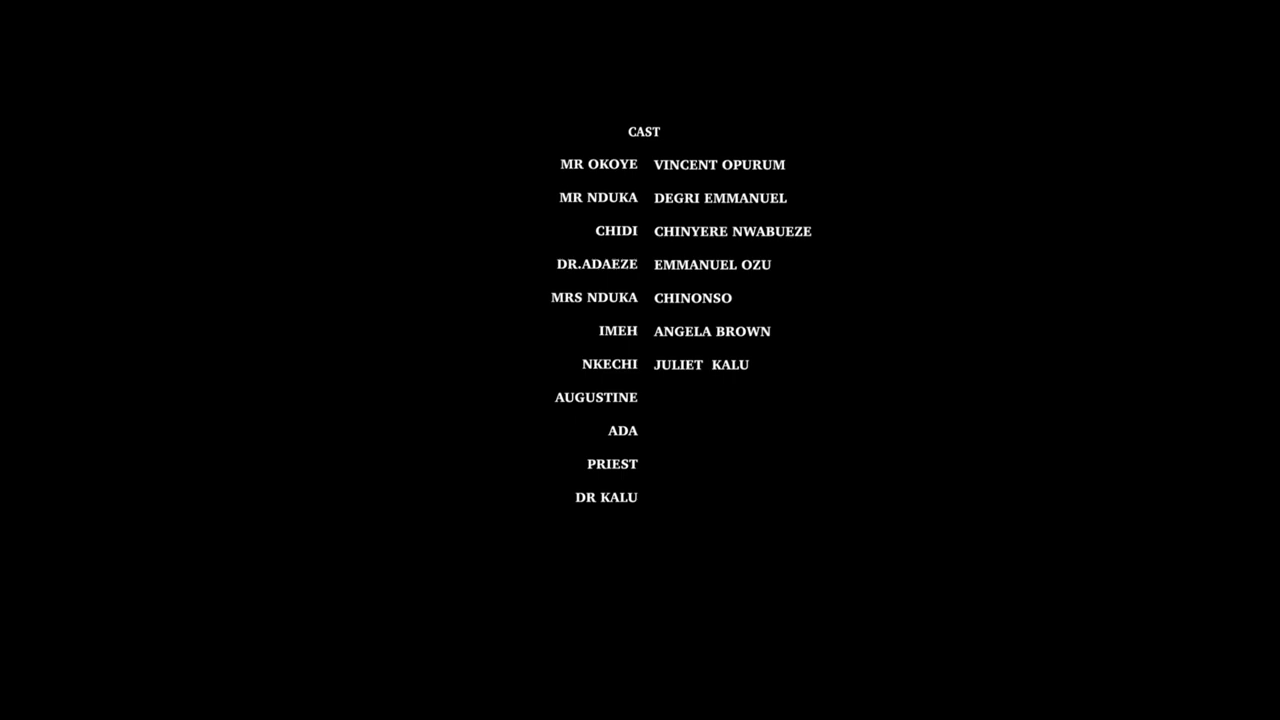 CAST
MR OKOYE VINCENT OPURUM
MR NDUKA DEGRI EMMANUEL
CHIDI CHINYERE NWABUEZE
DR.ADAEZE EMMANUEL OZU
MRS NDUKA CHINONSO
IMEH ANGELA BROWN
NKECHI JULIET  KALU
AUGUSTINE
ADA
PRIEST
DR KALU